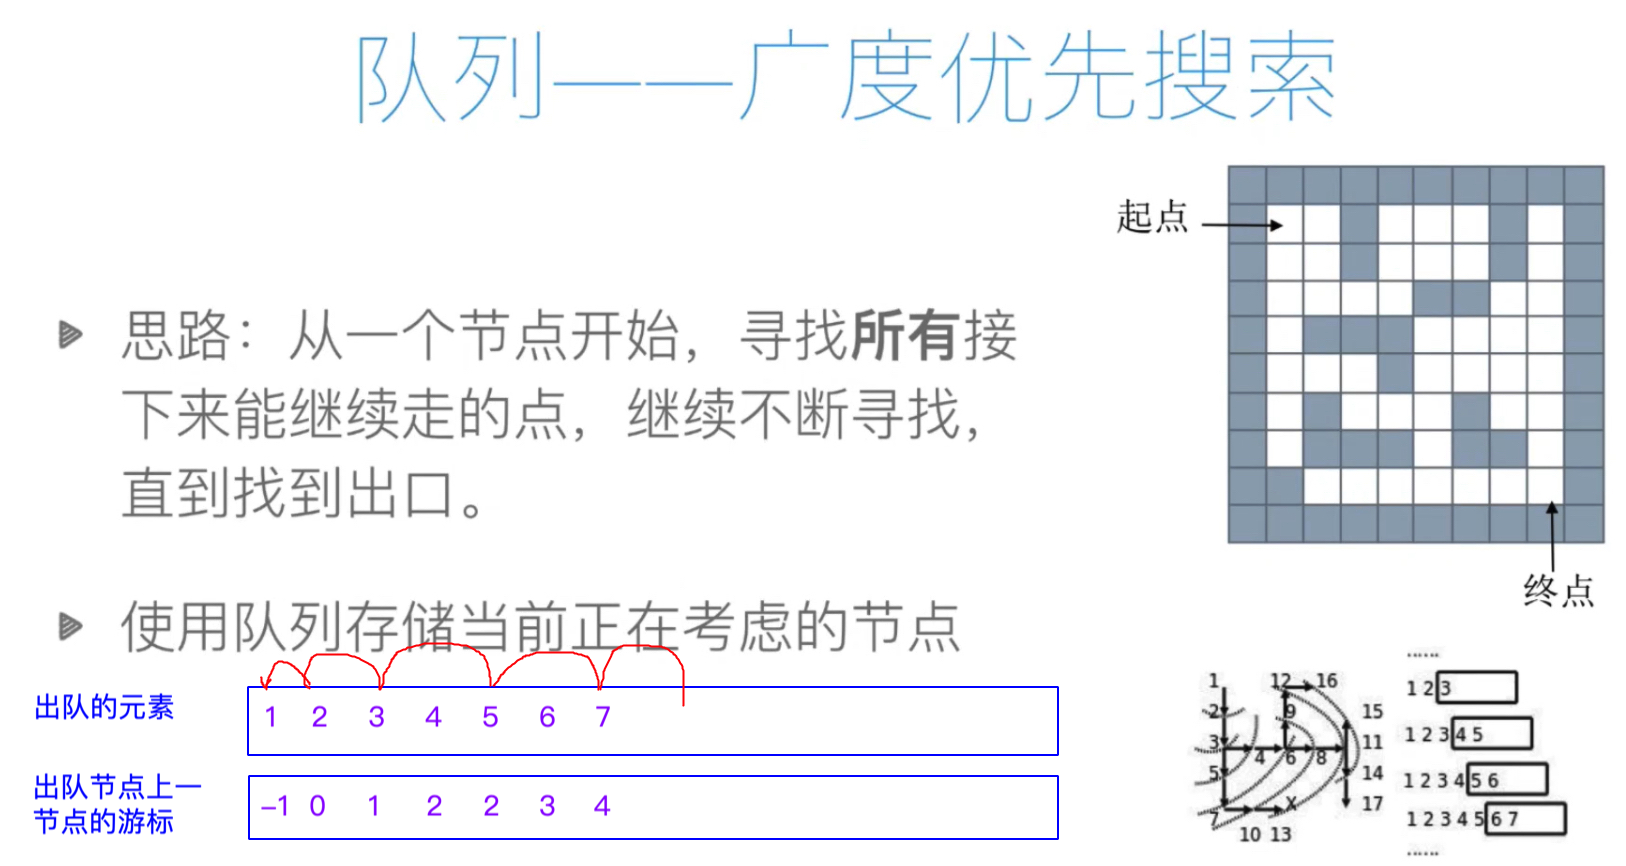 队列——广度优先搜索
起点
思路：从一个节点开始，寻找所有接
下来能继续走的点，继续不断寻找，
直到找到出口。
终点
使用队列存储当前正在考虑的节点
出队的元素
1 2 3 4 5 6 7
出队节点上一
节点的游标
−1 0 1 2 2 3 4
1 12 16
2 9 15
3 4 6 8 11
5 14
7 X 17
10 13
……
1 2 3
1 2 3 4 5
1 2 3 4 5 6
1 2 3 4 5 6 7
……